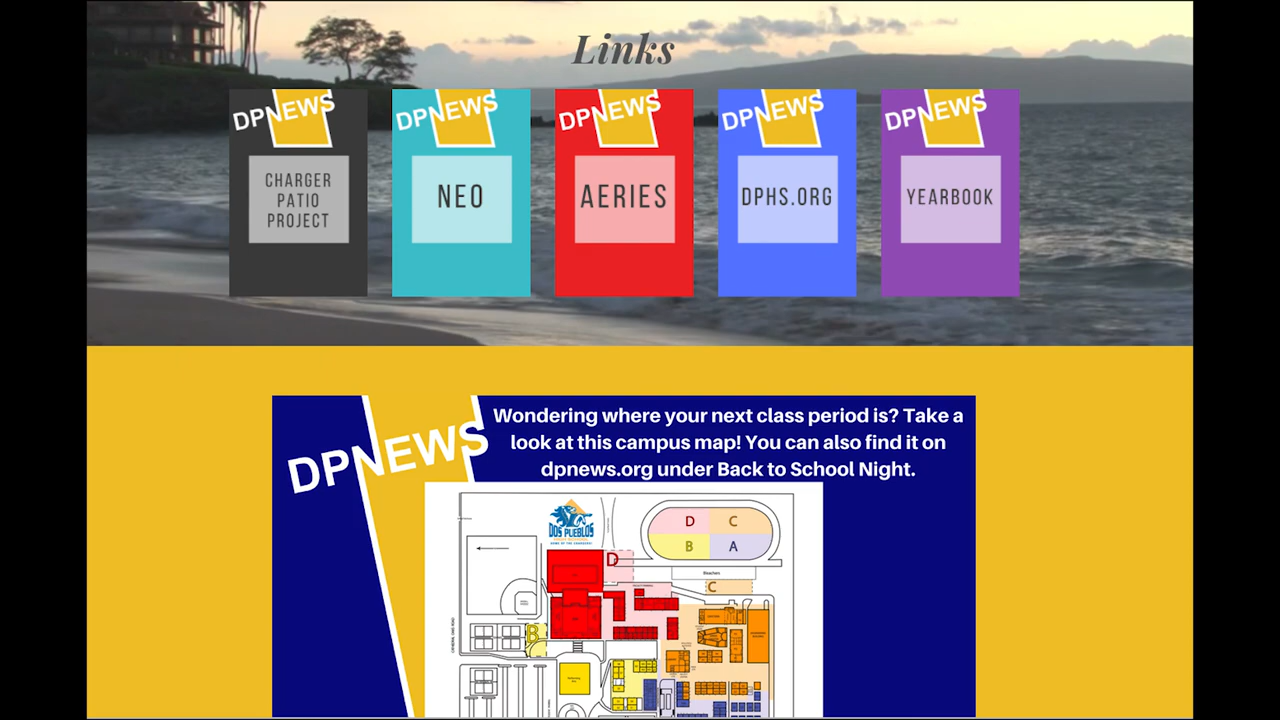 Links
DPNEWS
CHARGER
PATIO
PROJECT
DPNEWS
NEO
DPNEWS
AERIES
DPNEWS
DPHS.ORG
DPNEWS
YEARBOOK
DPNEWS
Wondering where your next class period is? Take a
look at this campus map! You can also find it on
dpnews.org under Back to School Night.
DOS PUEBLOS
D C
B A
D
Bleachers
C
B